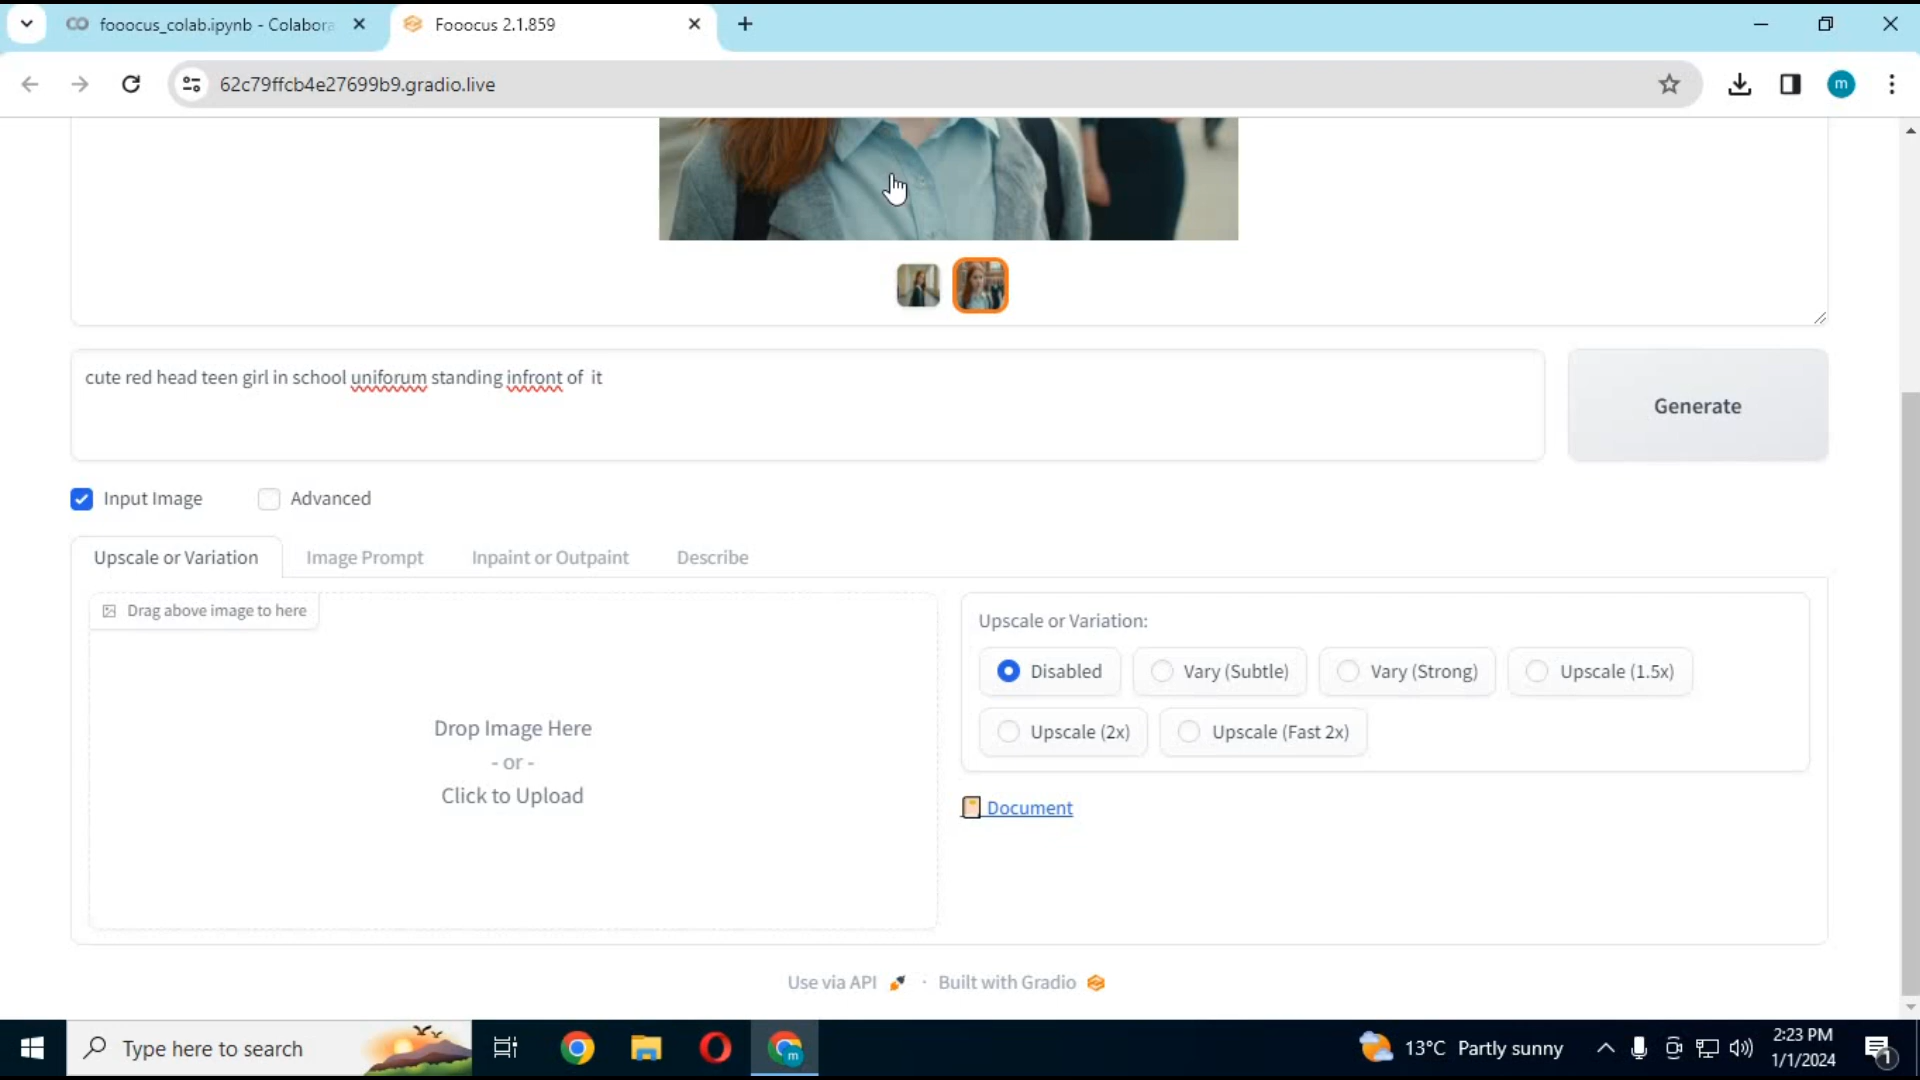 fooocus_colab.ipynb - Colabora
Fooocus 2.1.859
62c79ffcb4e27699b9.gradio.live
m
cute red head teen girl in school uniforum standing infront of it
Generate
Input Image
Advanced
Upscale or Variation
Image Prompt
Inpaint or Outpaint
Describe
Drag above image to here
Drop Image Here
- or -
Click to Upload
Upscale or Variation:
Disabled
Vary (Subtle)
Vary (Strong)
Upscale (1.5x)
Upscale (2x)
Upscale (Fast 2x)
Document
Use via API
·
Built with Gradio
Type here to search
m
13°C Partly sunny
2:23 PM
1/1/2024
1